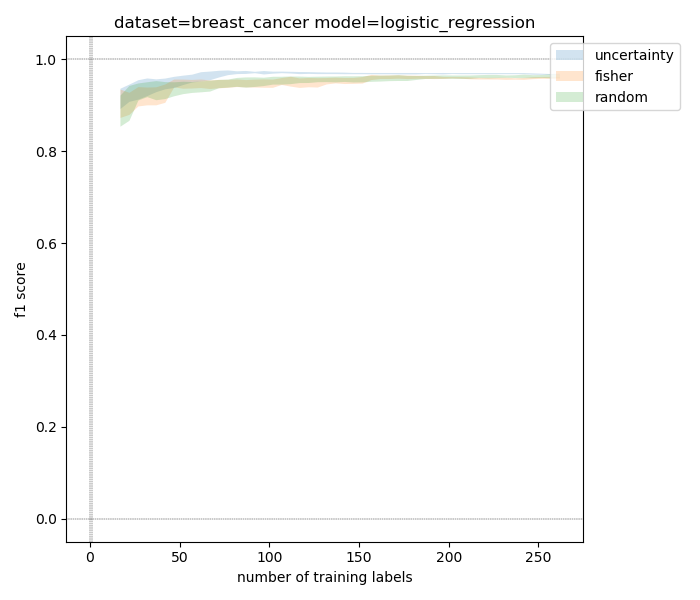 dataset=breast_cancer model=logistic_regression
uncertainty
fisher
random
f1 score
1.0
0.8
0.6
0.4
0.2
0.0
0 50 100 150 200 250
number of training labels